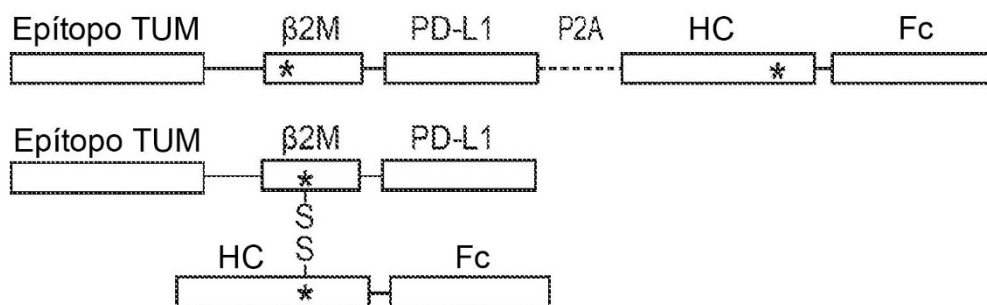 Epítopo TUM β2M PD-L1 P2A HC Fc
* *
Epítopo TUM β2M PD-L1
*
S
S
HC Fc
*